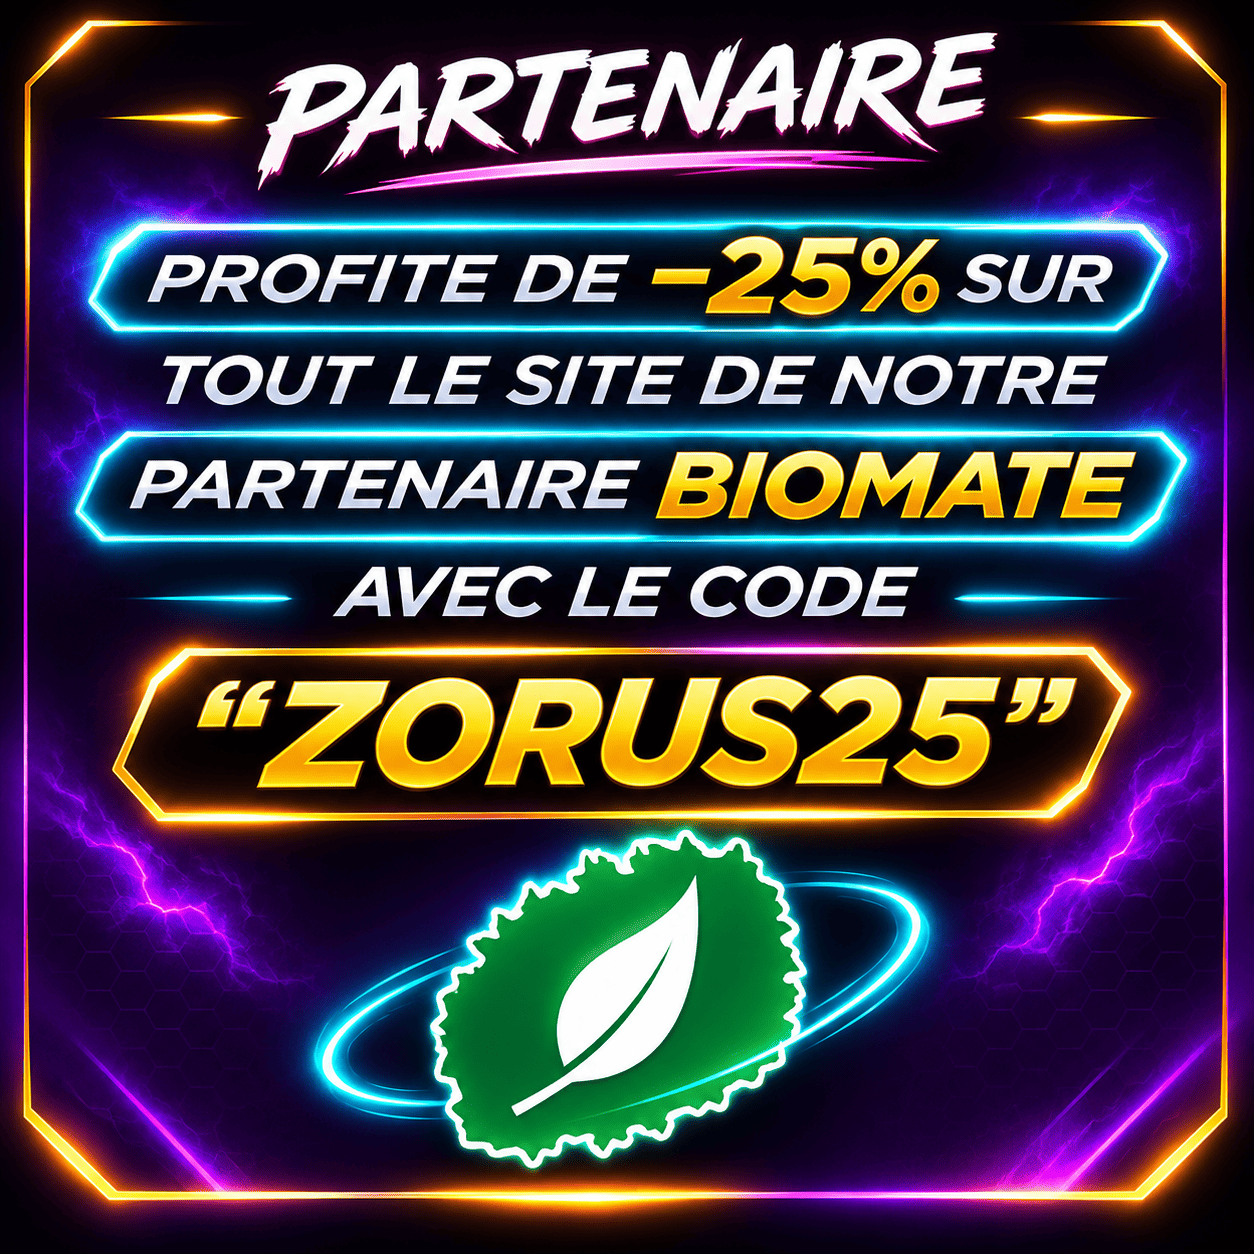 PARTENAIRE
PROFITE DE -25% SUR
TOUT LE SITE DE NOTRE
PARTENAIRE BIOMATE
AVEC LE CODE
“ZORUS25”